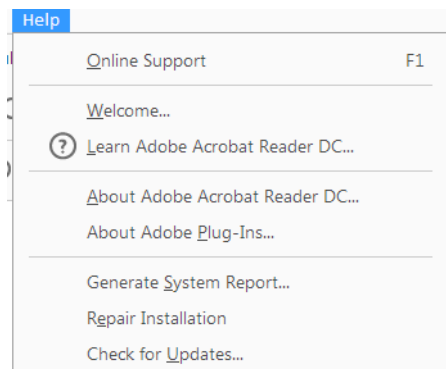 Help
Online Support F1
Welcome...
Learn Adobe Acrobat Reader DC...
About Adobe Acrobat Reader DC...
About Adobe Plug-Ins...
Generate System Report...
Repair Installation
Check for Updates...